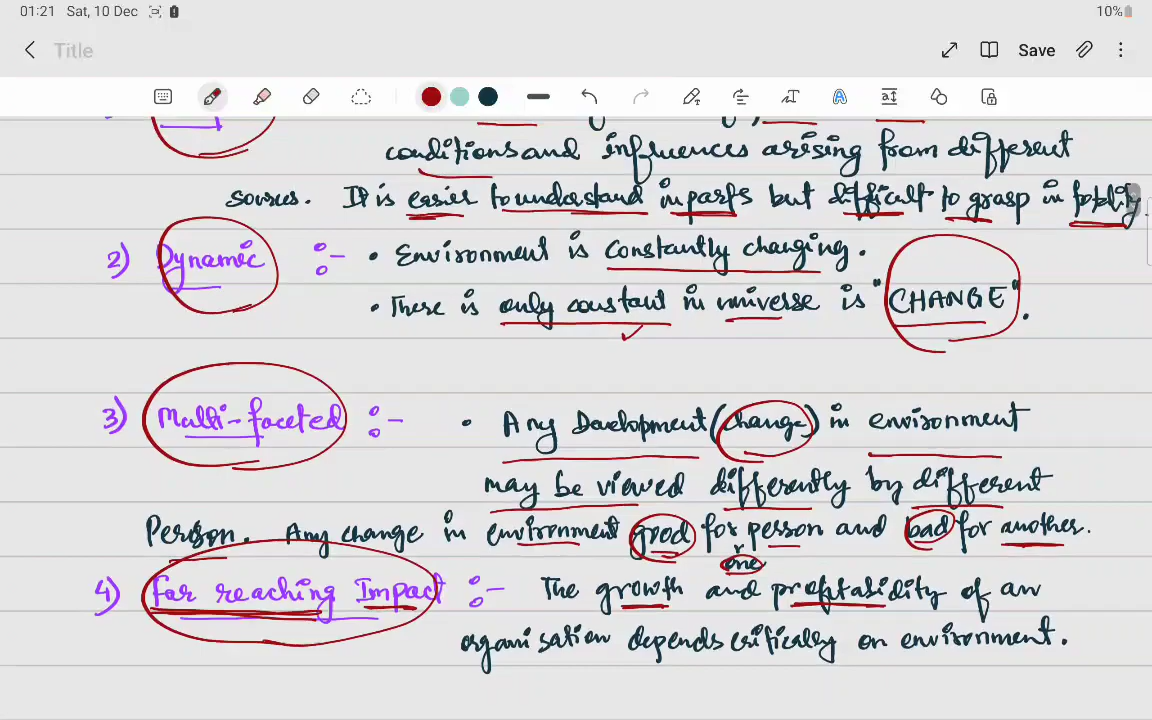 01:21 Sat, 10 Dec 10%
Title Save
conditions and influences arising from different
sources. It is easier to understand in parts but difficult to grasp in totality
2) Dynamic :- • Environment is constantly changing.
• There is only constant in universe is "CHANGE".
3) Multi-faceted :- • Any Development (change) in environment
may be viewed differently by different
Person. Any change in environment good for person and bad for another.
one
4) Far reaching Impact :- The growth and profitability of an
organisation depends critically on environment.